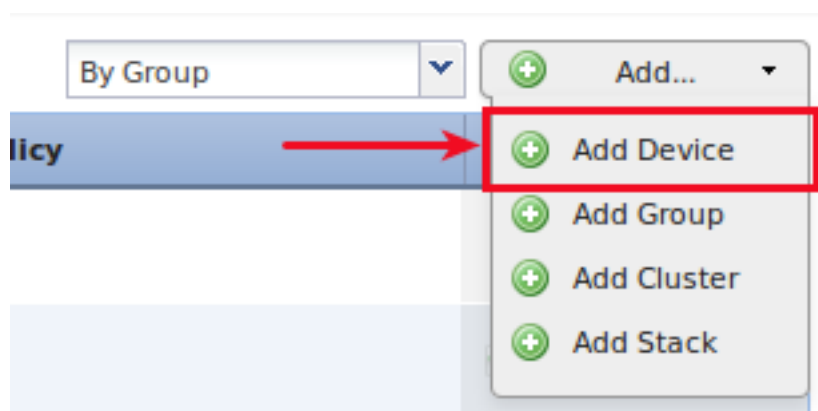 By Group
Add...
licy
Add Device
Add Group
Add Cluster
Add Stack